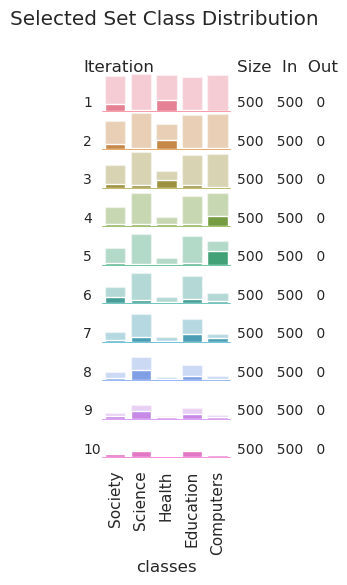 Selected Set Class Distribution
Iteration Size In Out
1 500 500 0
2 500 500 0
3 500 500 0
4 500 500 0
5 500 500 0
6 500 500 0
7 500 500 0
8 500 500 0
9 500 500 0
10 500 500 0
Society
Science
Health
Education
Computers
classes